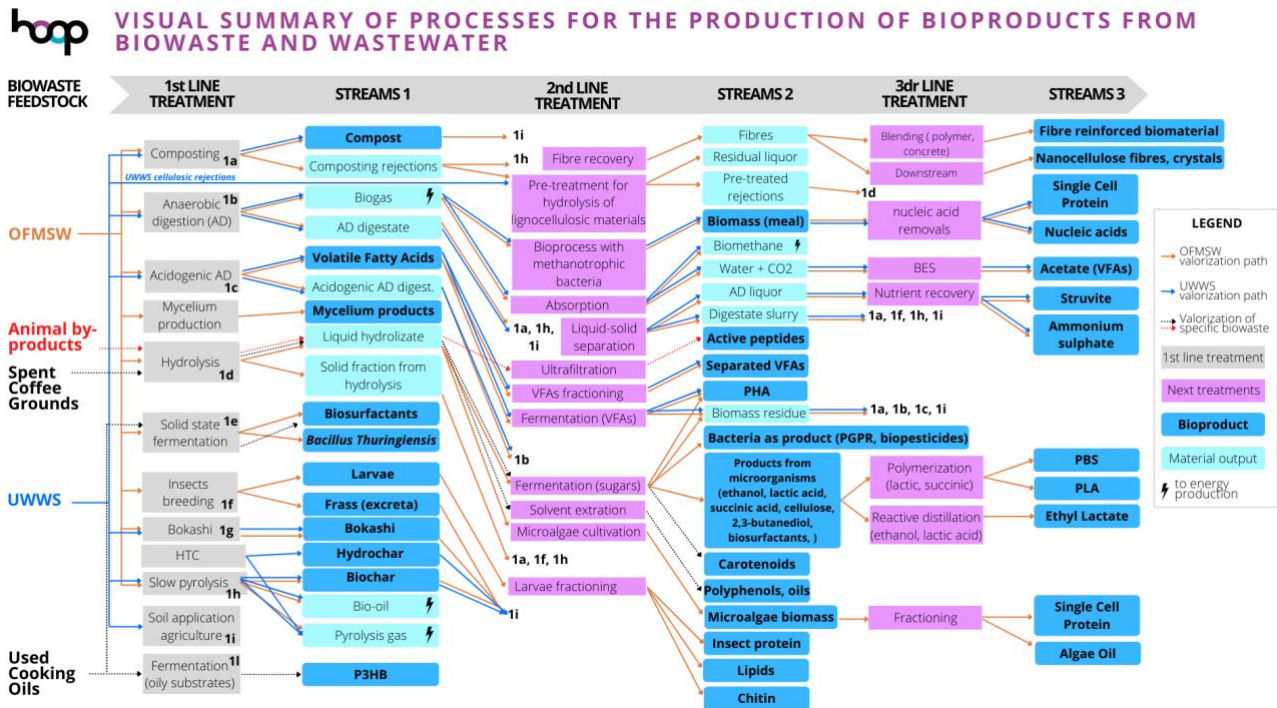 hoop
VISUAL SUMMARY OF PROCESSES FOR THE PRODUCTION OF BIOPRODUCTS FROM
BIOWASTE AND WASTEWATER
BIOWASTE
FEEDSTOCK
1st LINE
TREATMENT
STREAMS 1
2nd LINE
TREATMENT
STREAMS 2
3dr LINE
TREATMENT
STREAMS 3
OFMSW
Animal by-
products
Spent
Coffee
Grounds
UWWS
Used
Cooking
Oils
Composting 1a
UWWS cellulosic rejections
Anaerobic 1b
digestion (AD)
Acidogenic AD
1c
Mycelium
production
Hydrolysis
1d
Solid state 1e
fermentation
Insects
breeding 1f
Bokashi 1g
HTC
Slow pyrolysis
1h
Soil application
agriculture 1i
Fermentation 1l
(oily substrates)
Compost
Composting rejections
Biogas
AD digestate
Volatile Fatty Acids
Acidogenic AD digest.
Mycelium products
Liquid hydrolizate
Solid fraction from
hydrolysis
Biosurfactants
Bacillus Thuringiensis
Larvae
Frass (excreta)
Bokashi
Hydrochar
Biochar
Bio-oil
Pyrolysis gas
P3HB
1i
1h
Fibre recovery
Pre-treatment for
hydrolysis of
lignocellulosic materials
Bioprocess with
methanotrophic
bacteria
Absorption
1a, 1h,
1i
Liquid-solid
separation
Ultrafiltration
VFAs fractioning
Fermentation (VFAs)
1b
Fermentation (sugars)
Solvent extration
Microalgae cultivation
1a, 1f, 1h
Larvae fractioning
1i
Fibres
Residual liquor
Pre-treated
rejections
Biomass (meal)
Biomethane
Water + CO2
AD liquor
Digestate slurry
Active peptides
Separated VFAs
PHA
Biomass residue
Bacteria as product (PGPR, biopesticides)
Products from
microorganisms
(ethanol, lactic acid,
succinic acid, cellulose,
2,3-butanediol,
biosurfactants, )
Carotenoids
Polyphenols, oils
Microalgae biomass
Insect protein
Lipids
Chitin
Blending ( polymer,
concrete)
Downstream
1d
nucleic acid
removals
BES
Nutrient recovery
1a, 1f, 1h, 1i
1a, 1b, 1c, 1i
Polymerization
(lactic, succinic)
Reactive distillation
(ethanol, lactic acid)
Fractioning
Fibre reinforced biomaterial
Nanocellulose fibres, crystals
Single Cell
Protein
Nucleic acids
Acetate (VFAs)
Struvite
Ammonium
sulphate
PBS
PLA
Ethyl Lactate
Single Cell
Protein
Algae Oil
LEGEND
OFMSW
valorization path
UWWS
valorization path
Valorization of
specific biowaste
1st line treatment
Next treatments
Bioproduct
Material output
to energy
production